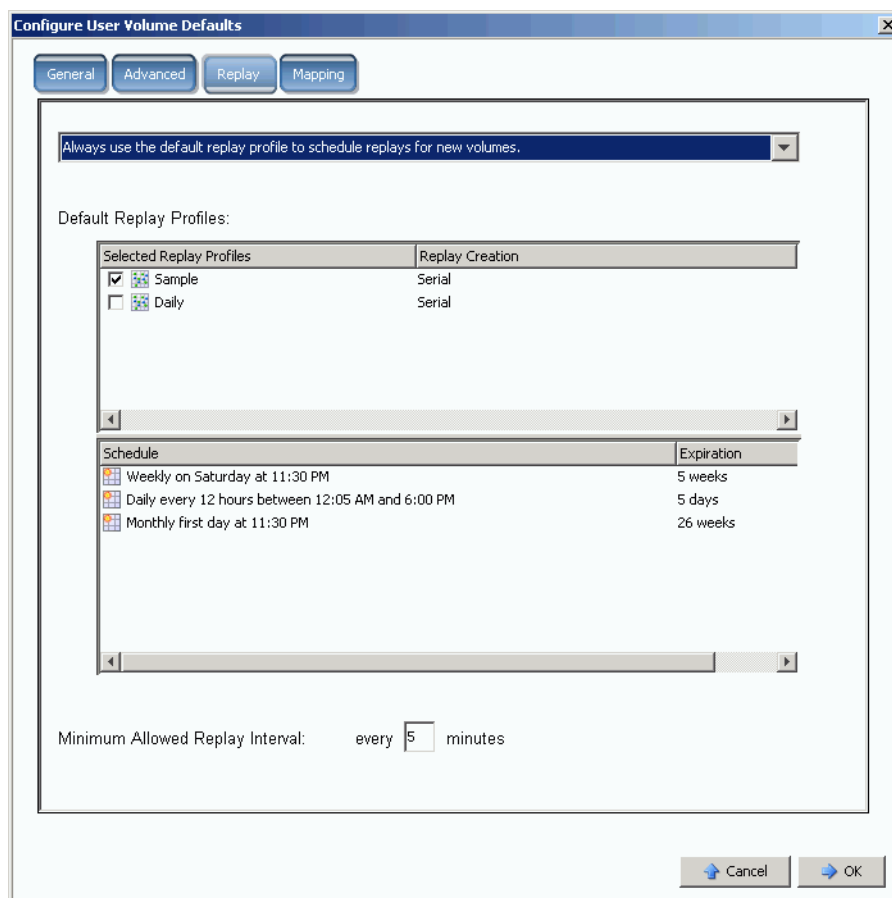 Configure User Volume Defaults
General Advanced Replay Mapping
Always use the default replay profile to schedule replays for new volumes.
Default Replay Profiles:
Selected Replay Profiles Replay Creation
Sample Serial
Daily Serial
Schedule Expiration
Weekly on Saturday at 11:30 PM 5 weeks
Daily every 12 hours between 12:05 AM and 6:00 PM 5 days
Monthly first day at 11:30 PM 26 weeks
Minimum Allowed Replay Interval: every 5 minutes
Cancel OK